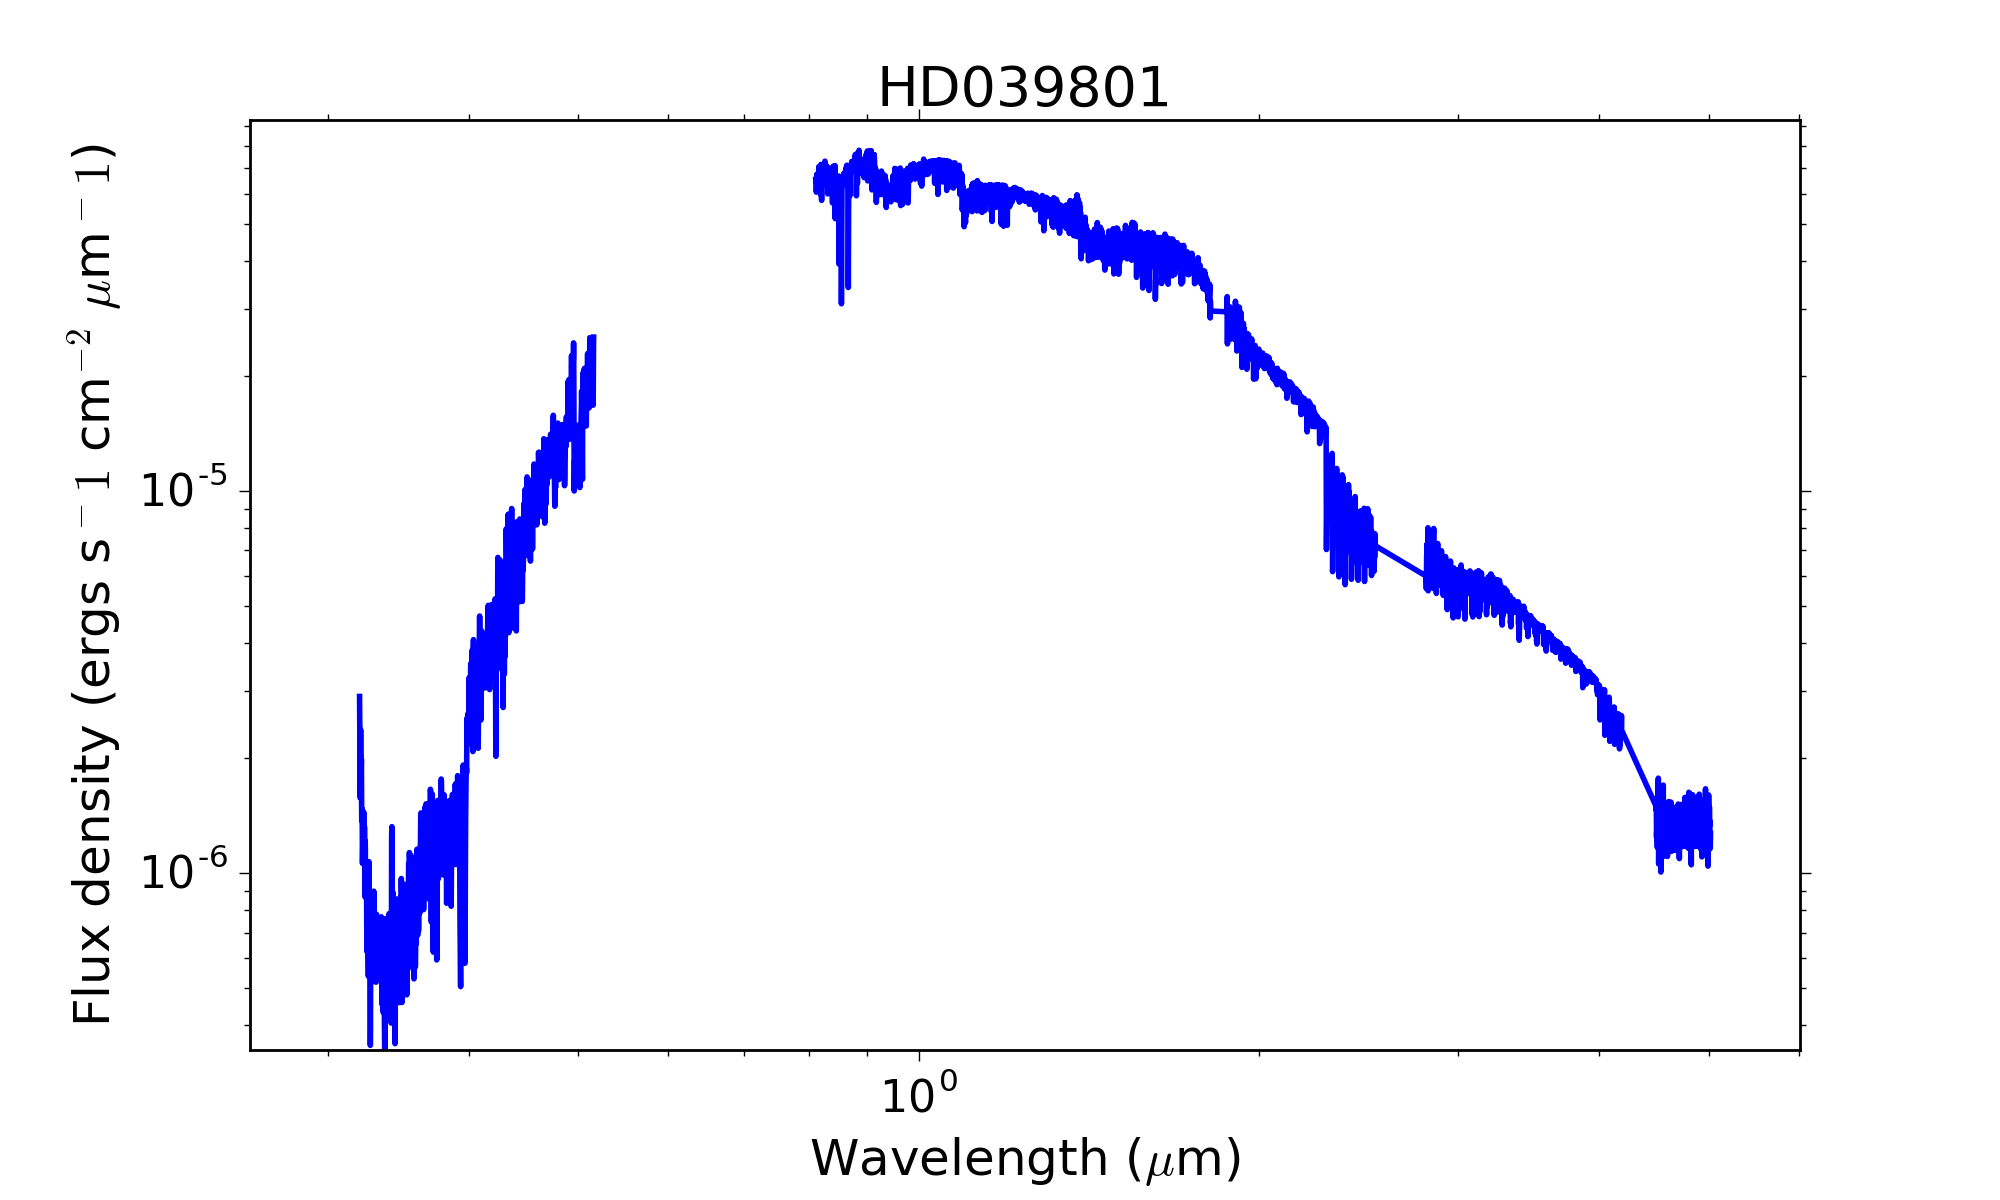 HD039801
Flux density (ergs s − 1 cm⁻² μm − 1)
10⁻⁵
10⁻⁶
10⁰
Wavelength (μm)